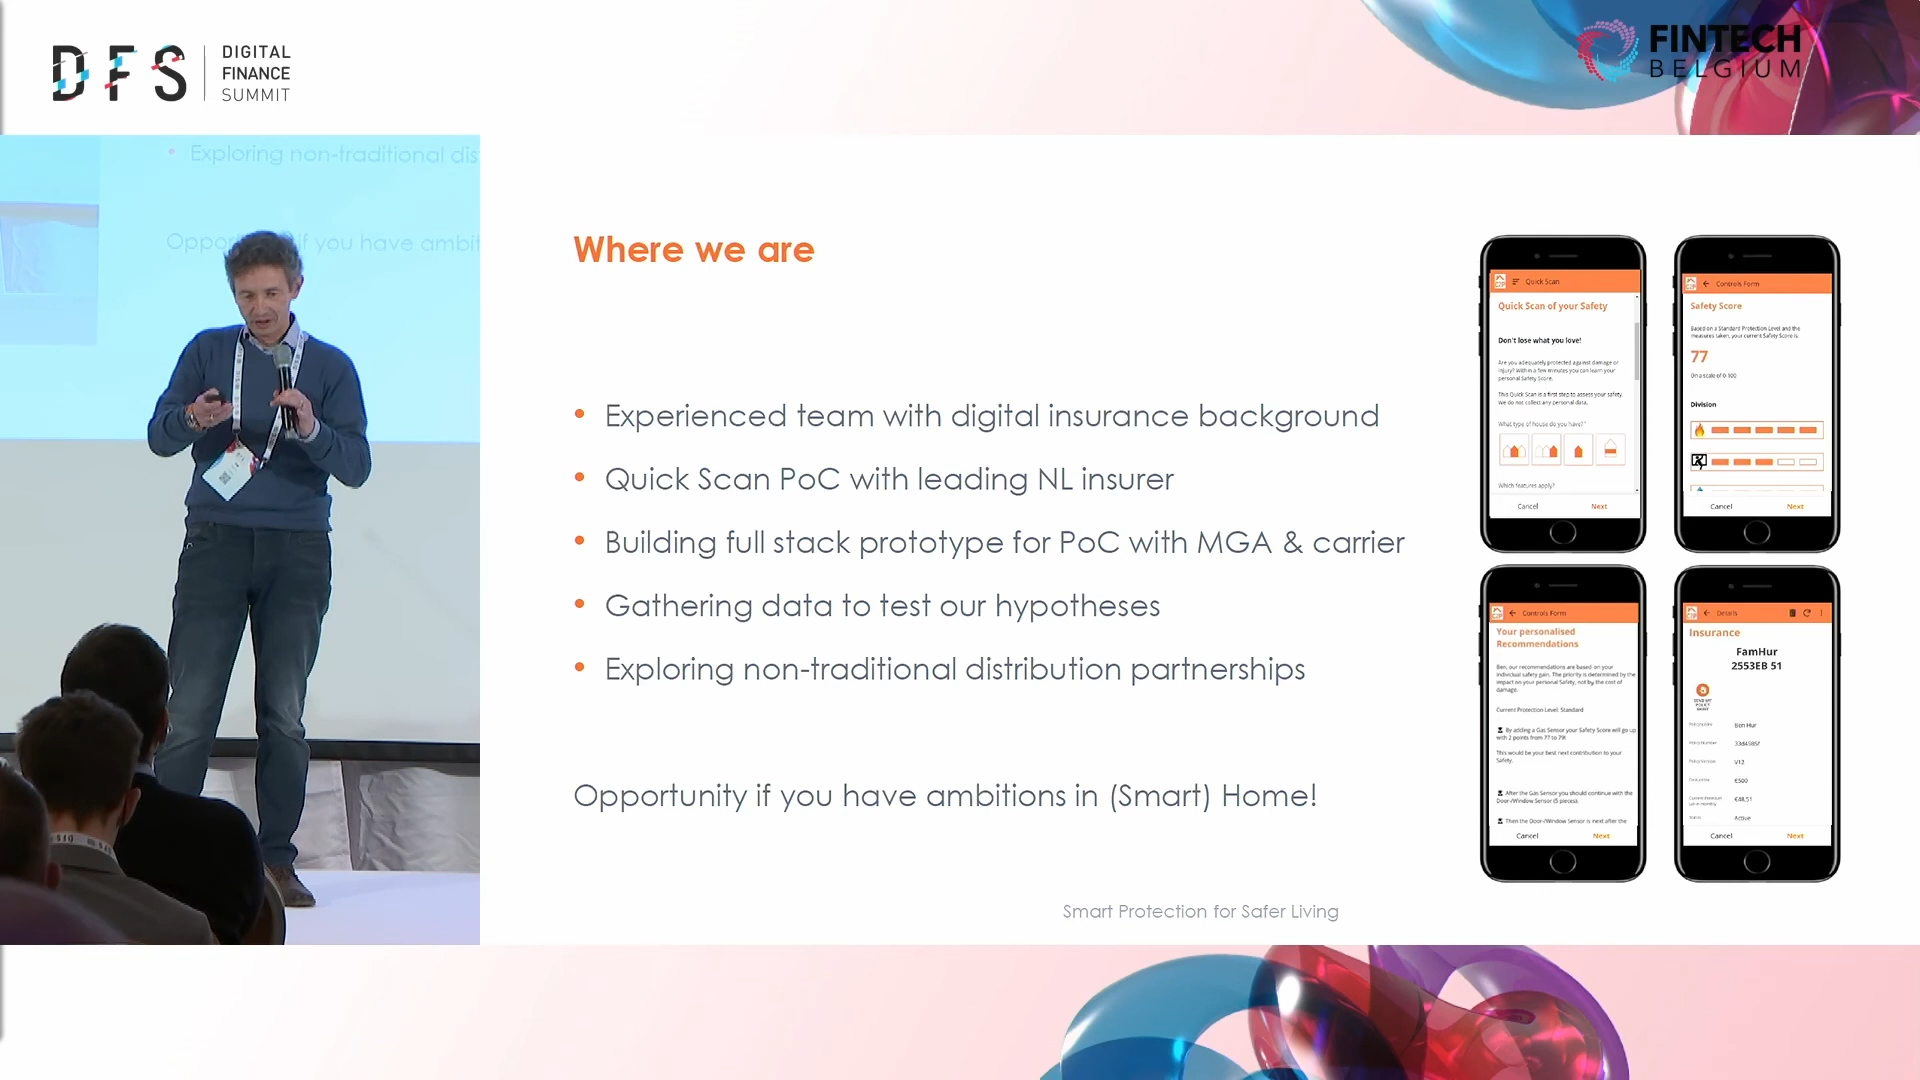 DFS
DIGITAL
FINANCE
SUMMIT
FINTECH
BELGIUM
Exploring non-traditional dis
if you have ambit
Where we are
• Experienced team with digital insurance background
• Quick Scan PoC with leading NL insurer
• Building full stack prototype for PoC with MGA & carrier
• Gathering data to test our hypotheses
• Exploring non-traditional distribution partnerships
Opportunity if you have ambitions in (Smart) Home!
Smart Protection for Safer Living
Quick Scan
Quick Scan of your Safety
Don't lose what you love!
Are you adequately protected against damage or
injury? Within a few minutes you can learn your
personal Safety Score.
This Quick Scan is a first step to assess your safety.
We do not collect any personal data.
What type of house do you have?*
Which features apply?
Cancel Next
Controls Form
Safety Score
Based on a Standard Protection Level and the
measures taken, your current Safety Score is
77
On a scale of 0-100
Division
Cancel Next
Controls Form
Your personalised
Recommendations
Ben, our recommendations are based on your
individual safety gain. The priority is determined by the
impact on your personal Safety, not by the cost of
damage.
Current Protection Level: Standard
By adding a Gas Sensor your Safety Score will go up
with 2 points from 77 to 79!
This would be your best next contribution to your
Safety.
After the Gas Sensor you should continue with the
Door-/Window Sensor (5 pieces).
Then the Door-/Window Sensor is next after the
Cancel Next
Details
Insurance
FamHur
2553EB 51
Ben Hur
V12
€500
€48,51
Active
Cancel Next